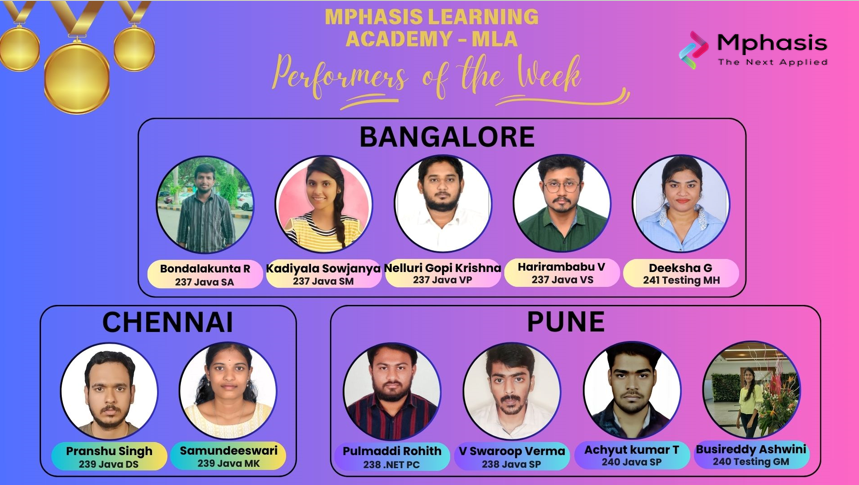 MPHASIS LEARNING
ACADEMY – MLA
Performers of the Week
Mphasis
The Next Applied
BANGALORE
Bondalakunta R
237 Java SA
Kadiyala Sowjanya
237 Java SM
Nelluri Gopi Krishna
237 Java VP
Harirambabu V
237 Java VS
Deeksha G
241 Testing MH
CHENNAI
Pranshu Singh
239 Java DS
Samundeeswari
239 Java MK
PUNE
Pulmaddi Rohith
238 .NET PC
V Swaroop Verma
238 Java SP
Achyut kumar T
240 Java SP
Busireddy Ashwini
240 Testing GM